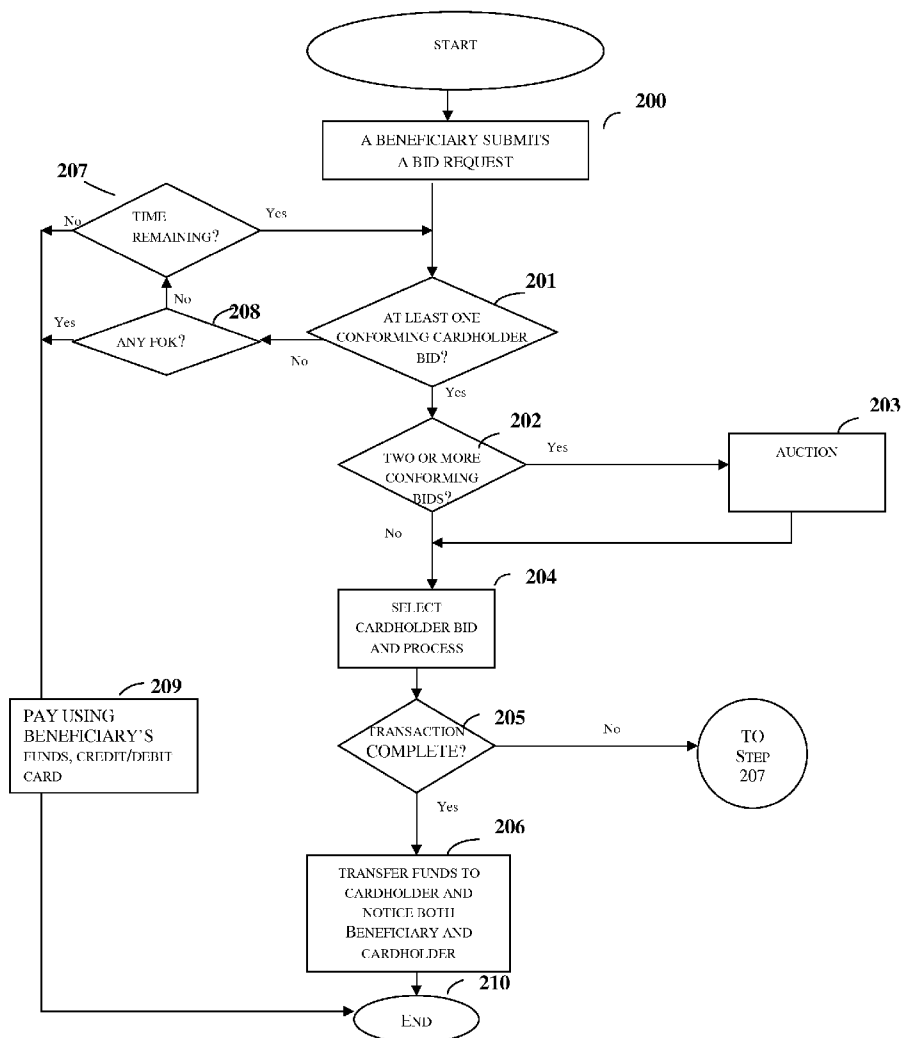 START
200
A BENEFICIARY SUBMITS
A BID REQUEST
207
No
TIME
REMAINING?
Yes
201
No
208
Yes
ANY FOK?
No
AT LEAST ONE
CONFORMING CARDHOLDER
BID?
Yes
202
203
TWO OR MORE
CONFORMING
BIDS?
Yes
AUCTION
No
204
SELECT
CARDHOLDER BID
AND PROCESS
209
PAY USING
BENEFICIARY'S
FUNDS, CREDIT/DEBIT
CARD
205
TRANSACTION
COMPLETE?
No
TO
STEP
207
Yes
206
TRANSFER FUNDS TO
CARDHOLDER AND
NOTICE BOTH
BENEFICIARY AND
CARDHOLDER
210
END